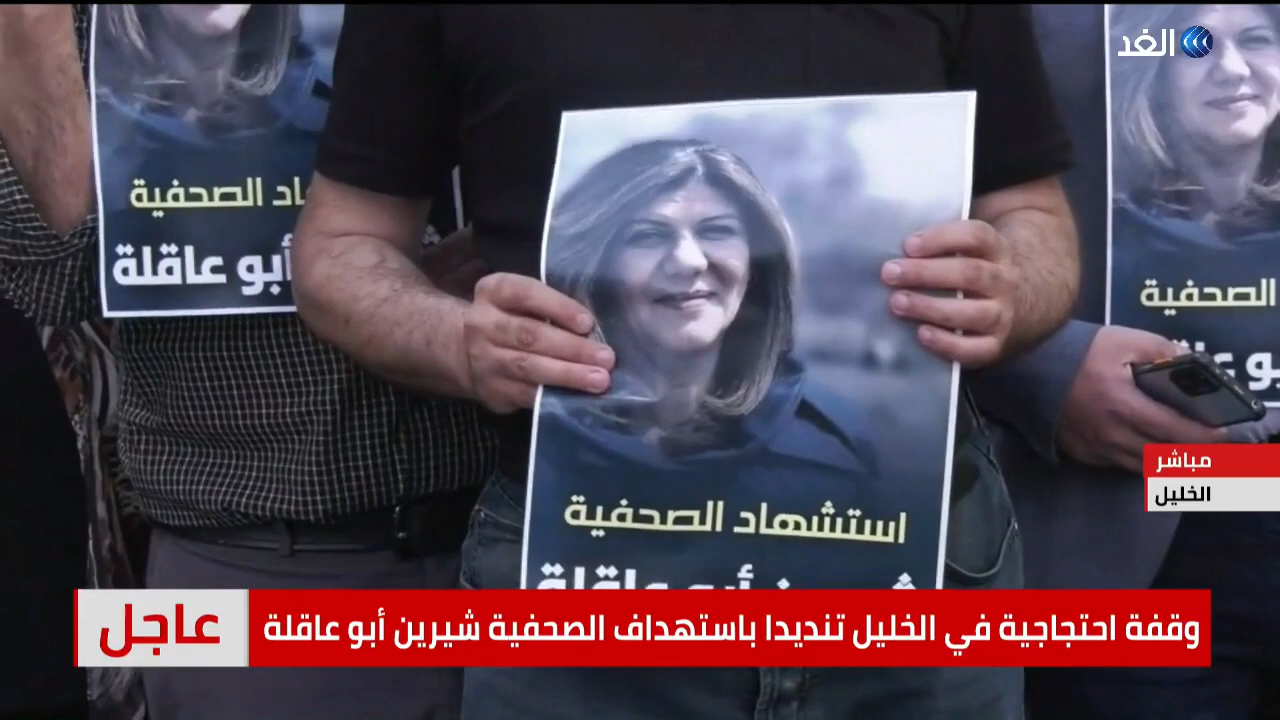 الغد
الصحفية
أبو عاقلة
استشهاد الصحفية
الصحفية
مباشر
الخليل
عاجل
وقفة احتجاجية في الخليل تنديدا باستهداف الصحفية شيرين أبو عاقلة